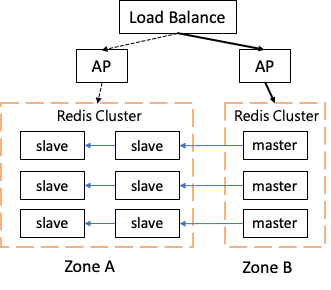 Load Balance
AP AP
Redis Cluster Redis Cluster
slave slave master
slave slave master
slave slave master
Zone A Zone B